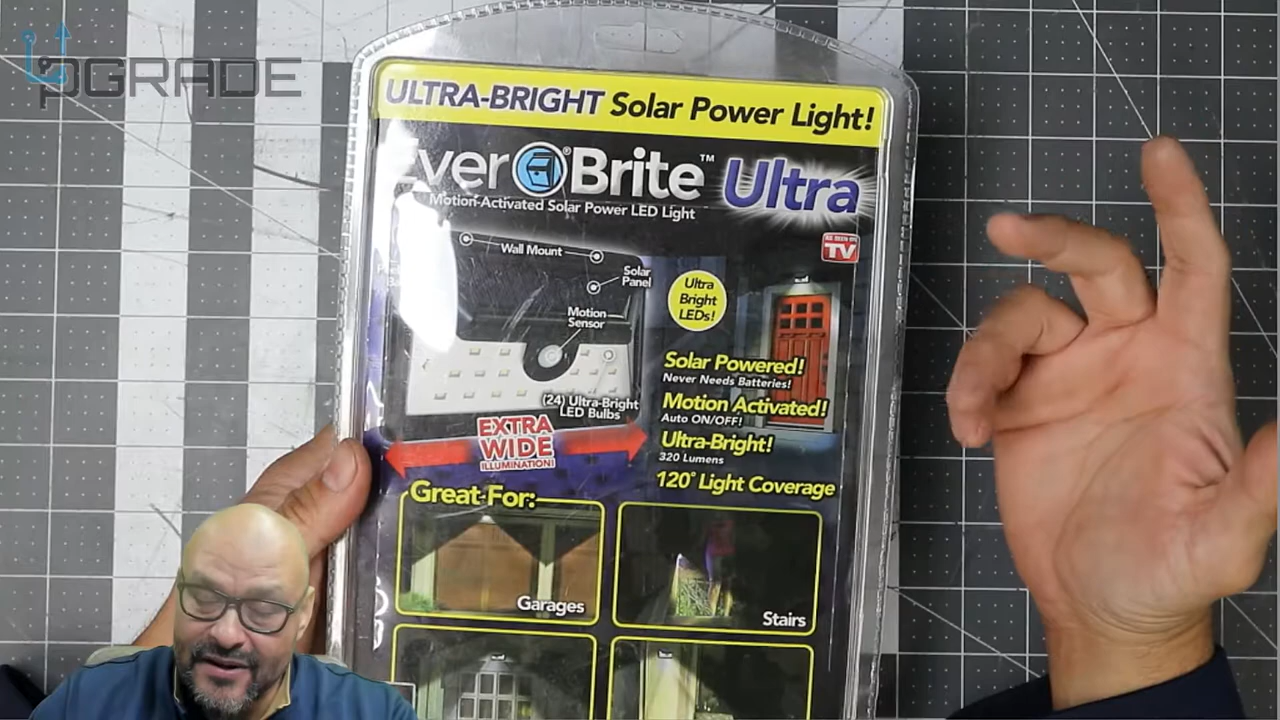 UPGRADE
ULTRA-BRIGHT Solar Power Light!
Ever Brite™ Ultra
Motion-Activated Solar Power LED Light
AS SEEN ON
TV
Wall Mount
Solar
Panel
Motion
Sensor
(24) Ultra-Bright
LED Bulbs
EXTRA
WIDE
ILLUMINATION!
Ultra
Bright
LEDs!
Solar Powered!
Never Needs Batteries!
Motion Activated!
Auto ON/OFF!
Ultra-Bright!
320 Lumens
120° Light Coverage
Great For:
Garages
Stairs